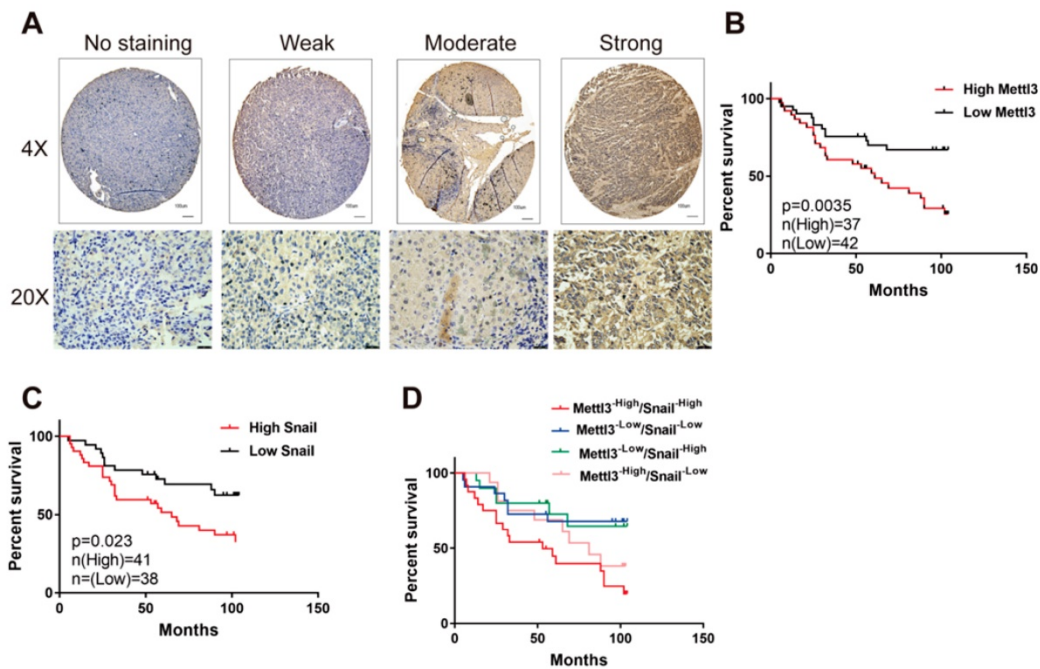 A
No staining
Weak
Moderate
Strong
4X
20X
B
High Mettl3
Low Mettl3
Percent survival
100
50
0
p=0.0035
n(High)=37
n(Low)=42
0
50
100
150
Months
C
High Snail
Low Snail
Percent survival
100
50
0
p=0.023
n(High)=41
n=(Low)=38
0
50
100
150
Months
D
Mettl3-High/Snail-High
Mettl3-Low/Snail-Low
Mettl3-Low/Snail-High
Mettl3-High/Snail-Low
Percent survival
100
50
0
0
50
100
150
Months